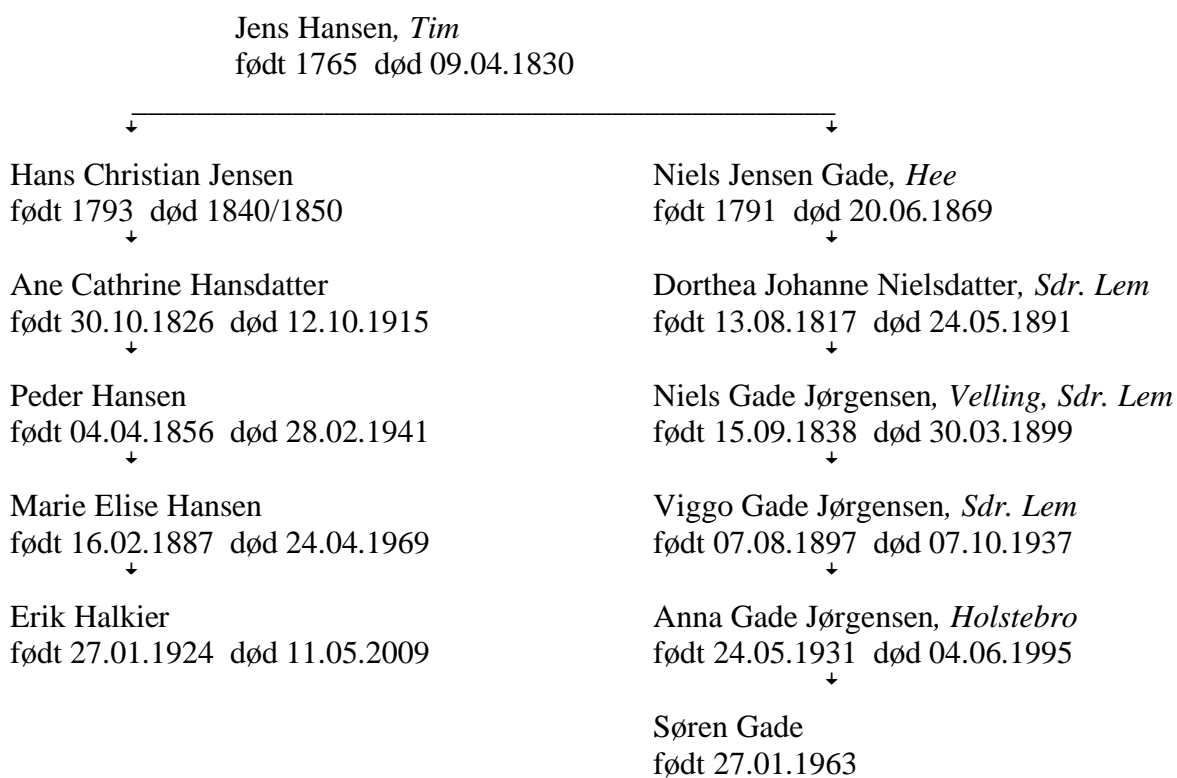 Jens Hansen, Tim
født 1765 død 09.04.1830
Hans Christian Jensen
født 1793 død 1840/1850
Ane Cathrine Hansdatter
født 30.10.1826 død 12.10.1915
Peder Hansen
født 04.04.1856 død 28.02.1941
Marie Elise Hansen
født 16.02.1887 død 24.04.1969
Erik Halkier
født 27.01.1924 død 11.05.2009
Niels Jensen Gade, Hee
født 1791 død 20.06.1869
Dorthea Johanne Nielsdatter, Sdr. Lem
født 13.08.1817 død 24.05.1891
Niels Gade Jørgensen, Velling, Sdr. Lem
født 15.09.1838 død 30.03.1899
Viggo Gade Jørgensen, Sdr. Lem
født 07.08.1897 død 07.10.1937
Anna Gade Jørgensen, Holstebro
født 24.05.1931 død 04.06.1995
Søren Gade
født 27.01.1963